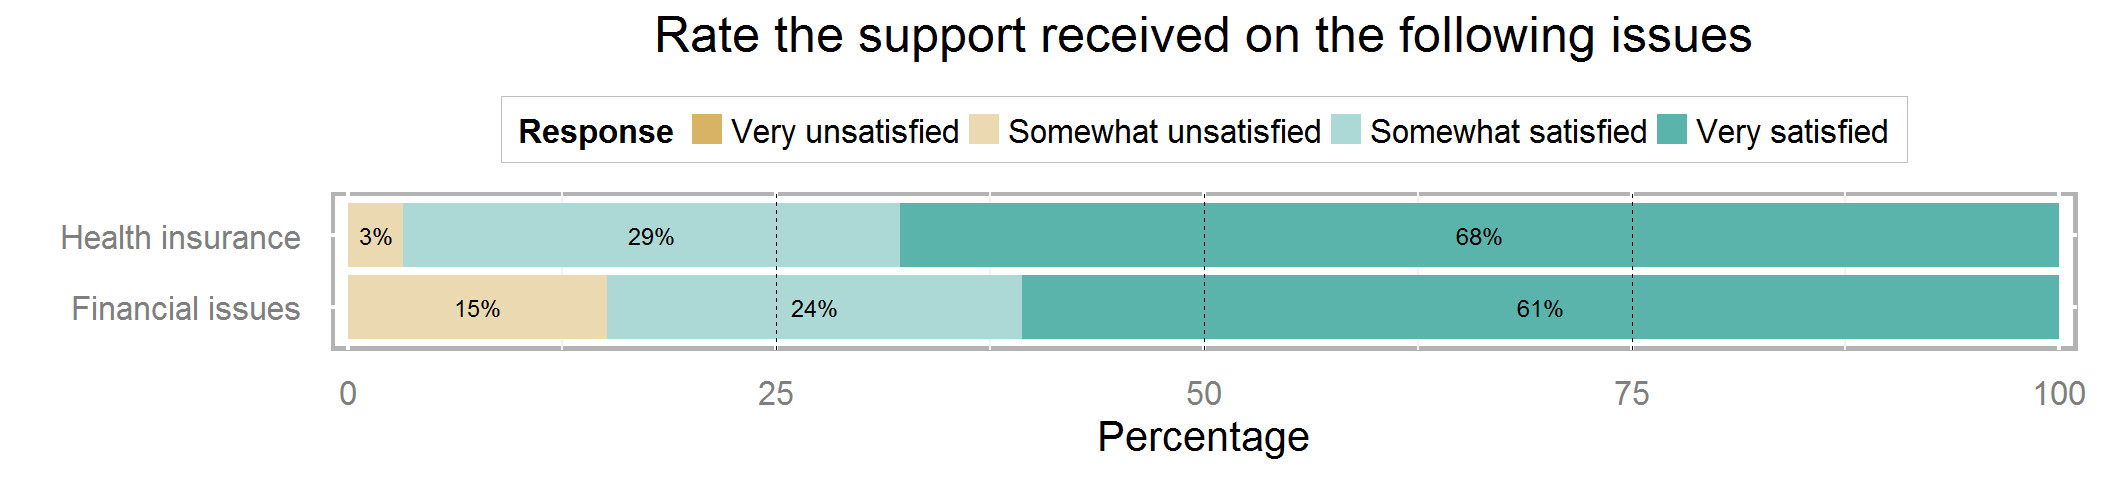 Rate the support received on the following issues
Response Very unsatisfied Somewhat unsatisfied Somewhat satisfied Very satisfied
Health insurance 3% 29% 68%
Financial issues 15% 24% 61%
0 25 50 75 100
Percentage